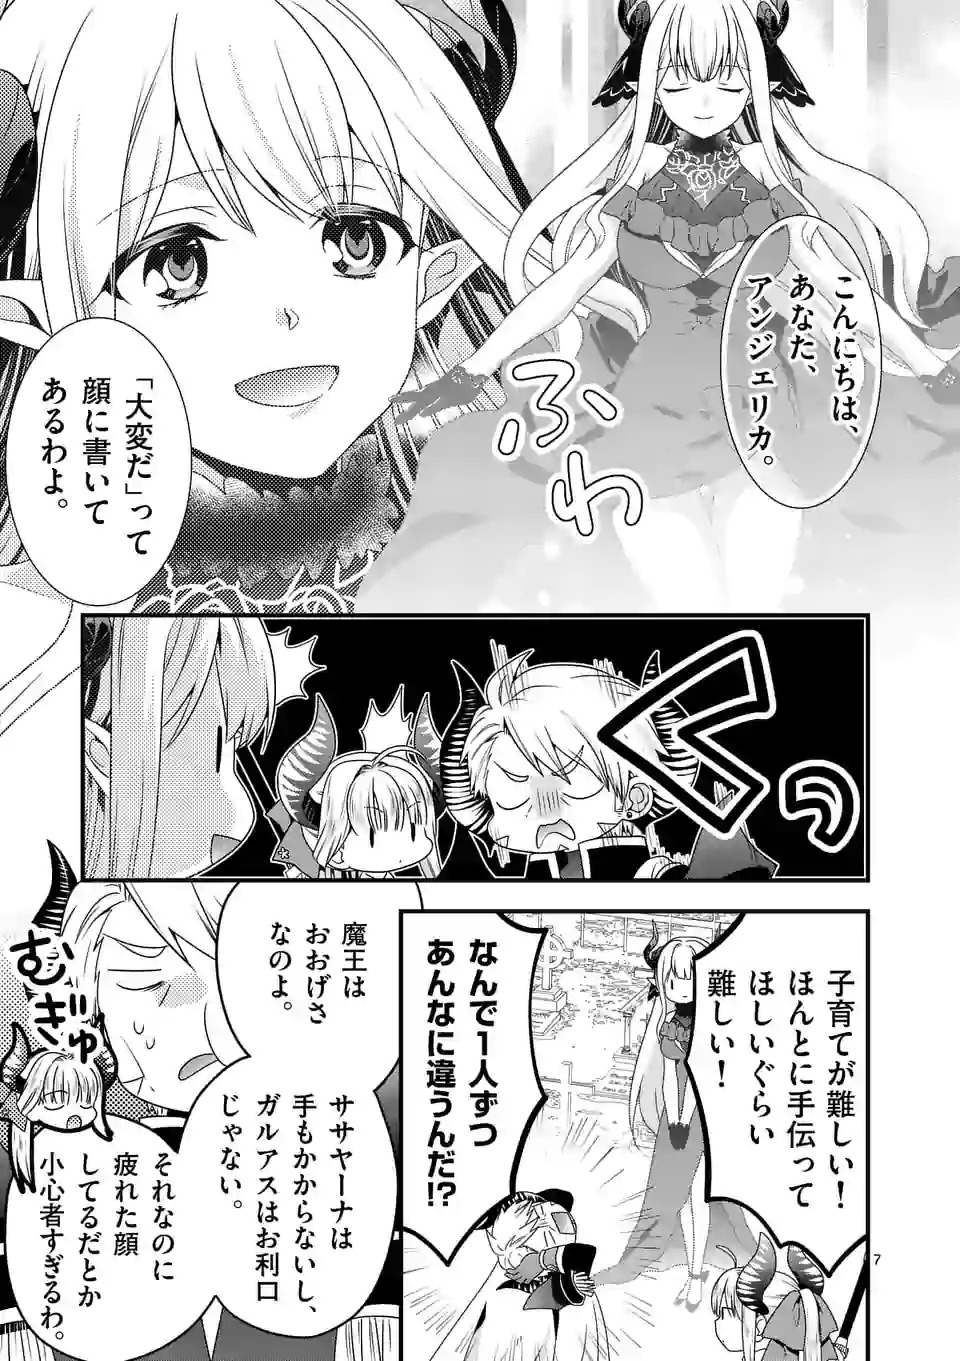 こんにちは、
あなた、
アンジェリカ。
ふわ
「大変だ」って
顔に書いて
あるわよ。
くっ
子育てが難しい！
ほんとに手伝って
ほしいぐらい
難しい！
なんで1人ずつ
あんなに違うんだ!?
魔王は
おおげさ
なのよ。
ササヤーナは
手もかからないし、
ガルアスはお利口
じゃない。
むぎゅ
それなのに
疲れた顔
してるだとか
小心者すぎるわ。
7